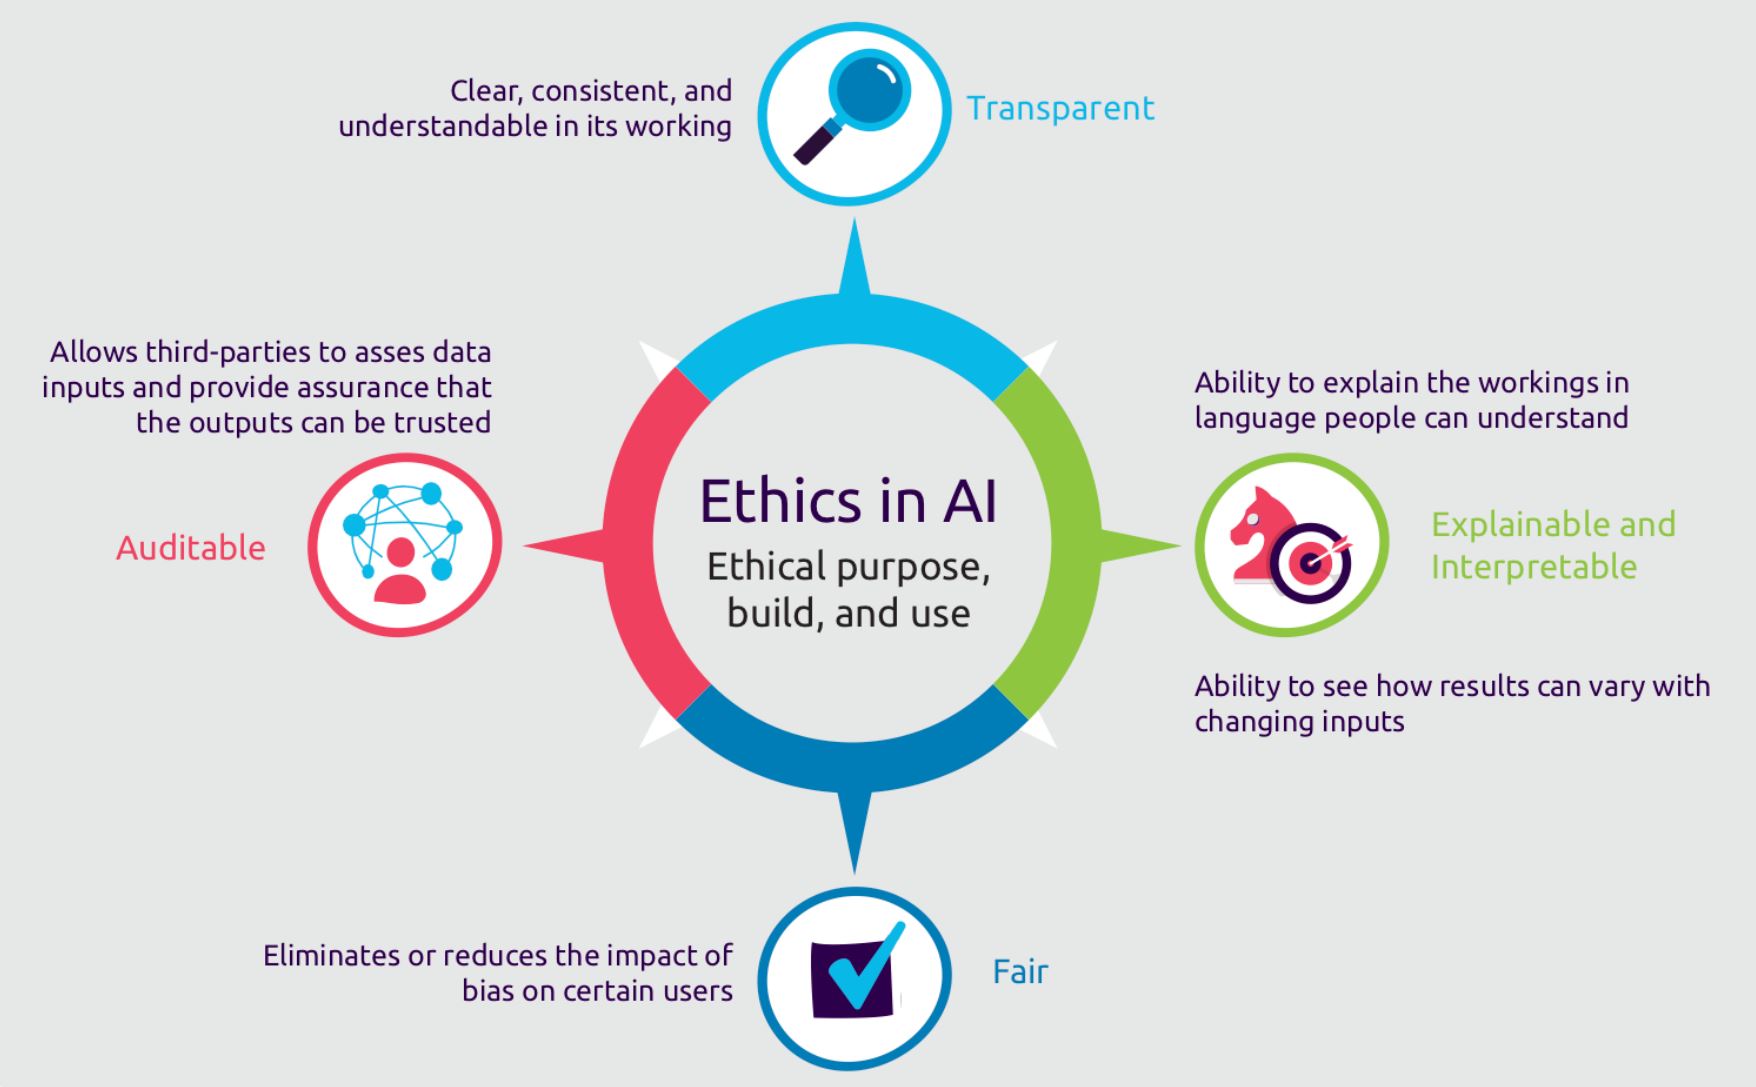 Clear, consistent, and
understandable in its working
Transparent
Allows third-parties to asses data
inputs and provide assurance that
the outputs can be trusted
Auditable
Ethics in AI
Ethical purpose,
build, and use
Ability to explain the workings in
language people can understand
Explainable and
Interpretable
Ability to see how results can vary with
changing inputs
Eliminates or reduces the impact of
bias on certain users
Fair